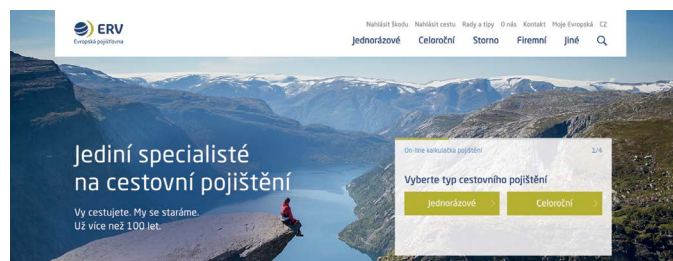 ERV
Evropská pojišťovna
Nahlásit škodu Nahlásit cestu Rady a tipy O nás Kontakt Moje Evropská CZ
Jednorázové Celoroční Storno Firemní Jiné
Jediní specialisté
na cestovní pojištění
Vy cestujete. My se staráme.
Už více než 100 let.
On-line kalkulačka pojištění 1/4
Vyberte typ cestovního pojištění
Jednorázové Celoroční